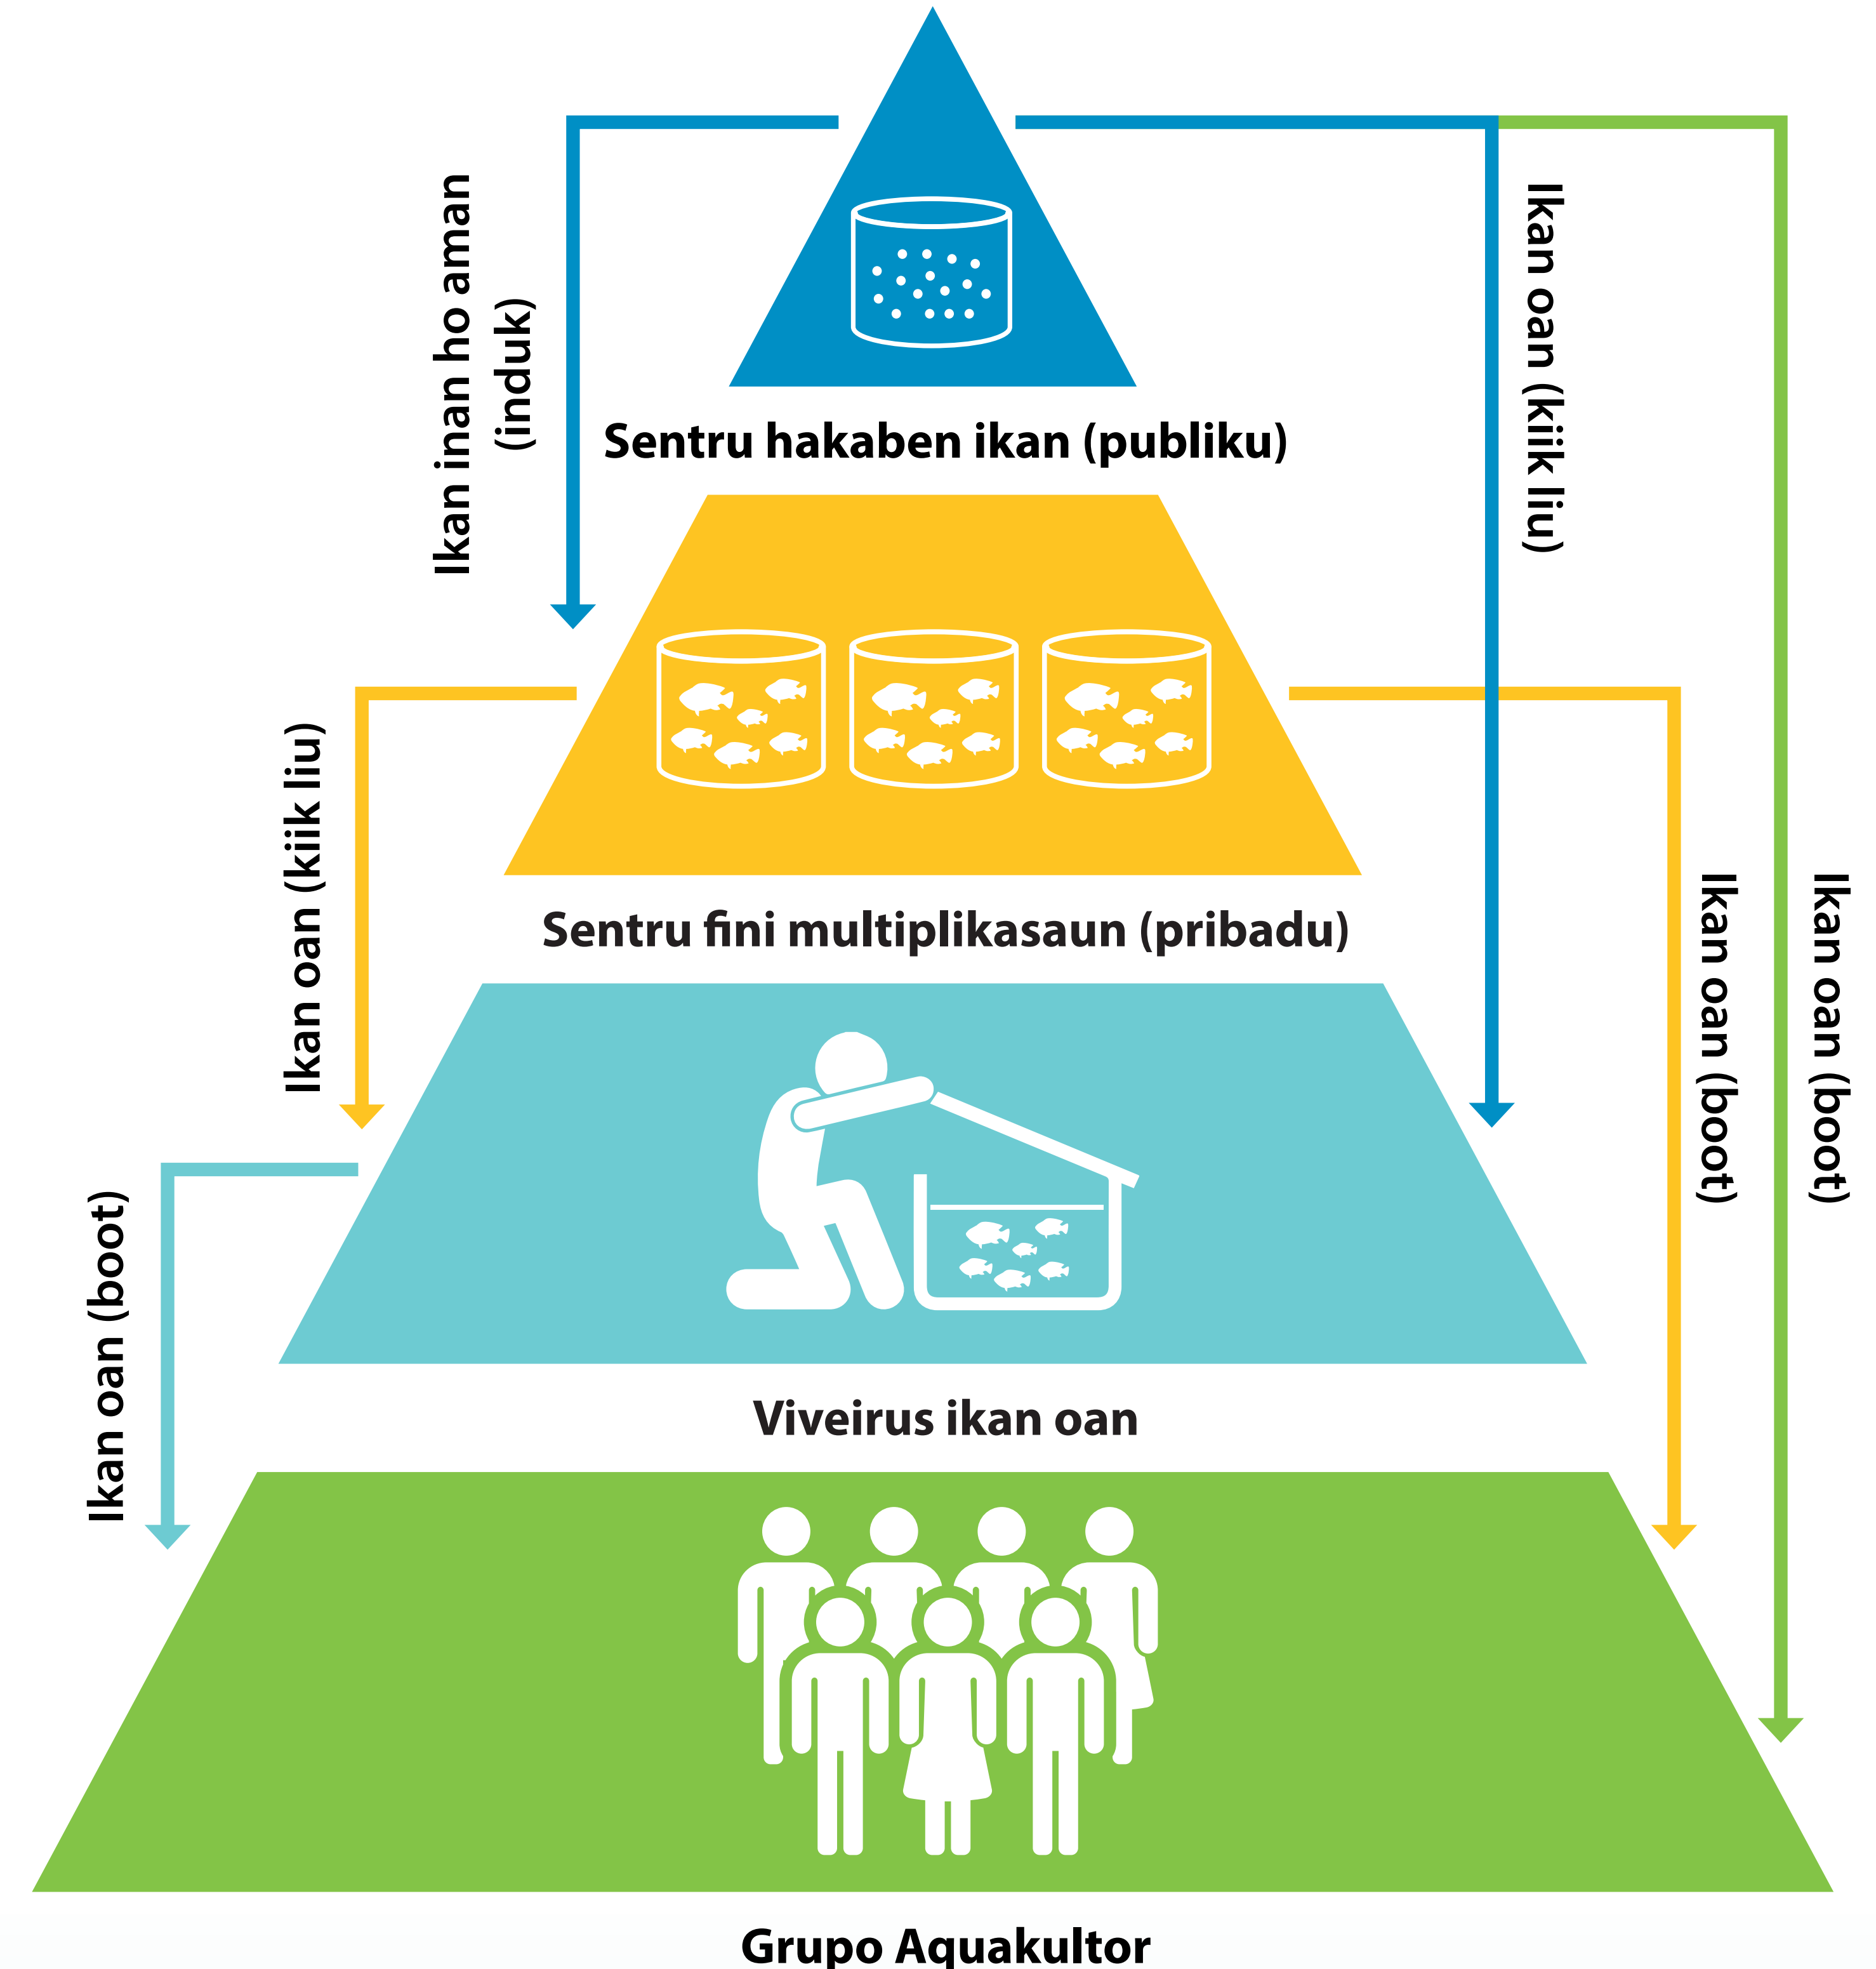 Ikan inan ho aman
(induk)
Ikan oan (kiik liu)
Sentru hakaben ikan (publiku)
Ikan oan (kiik liu)
Sentru fini multiplikasaun (pribadu)
Ikan oan (boot)
Ikan oan (boot)
Ikan oan (boot)
Viveirus ikan oan
Grupo Aquakultor